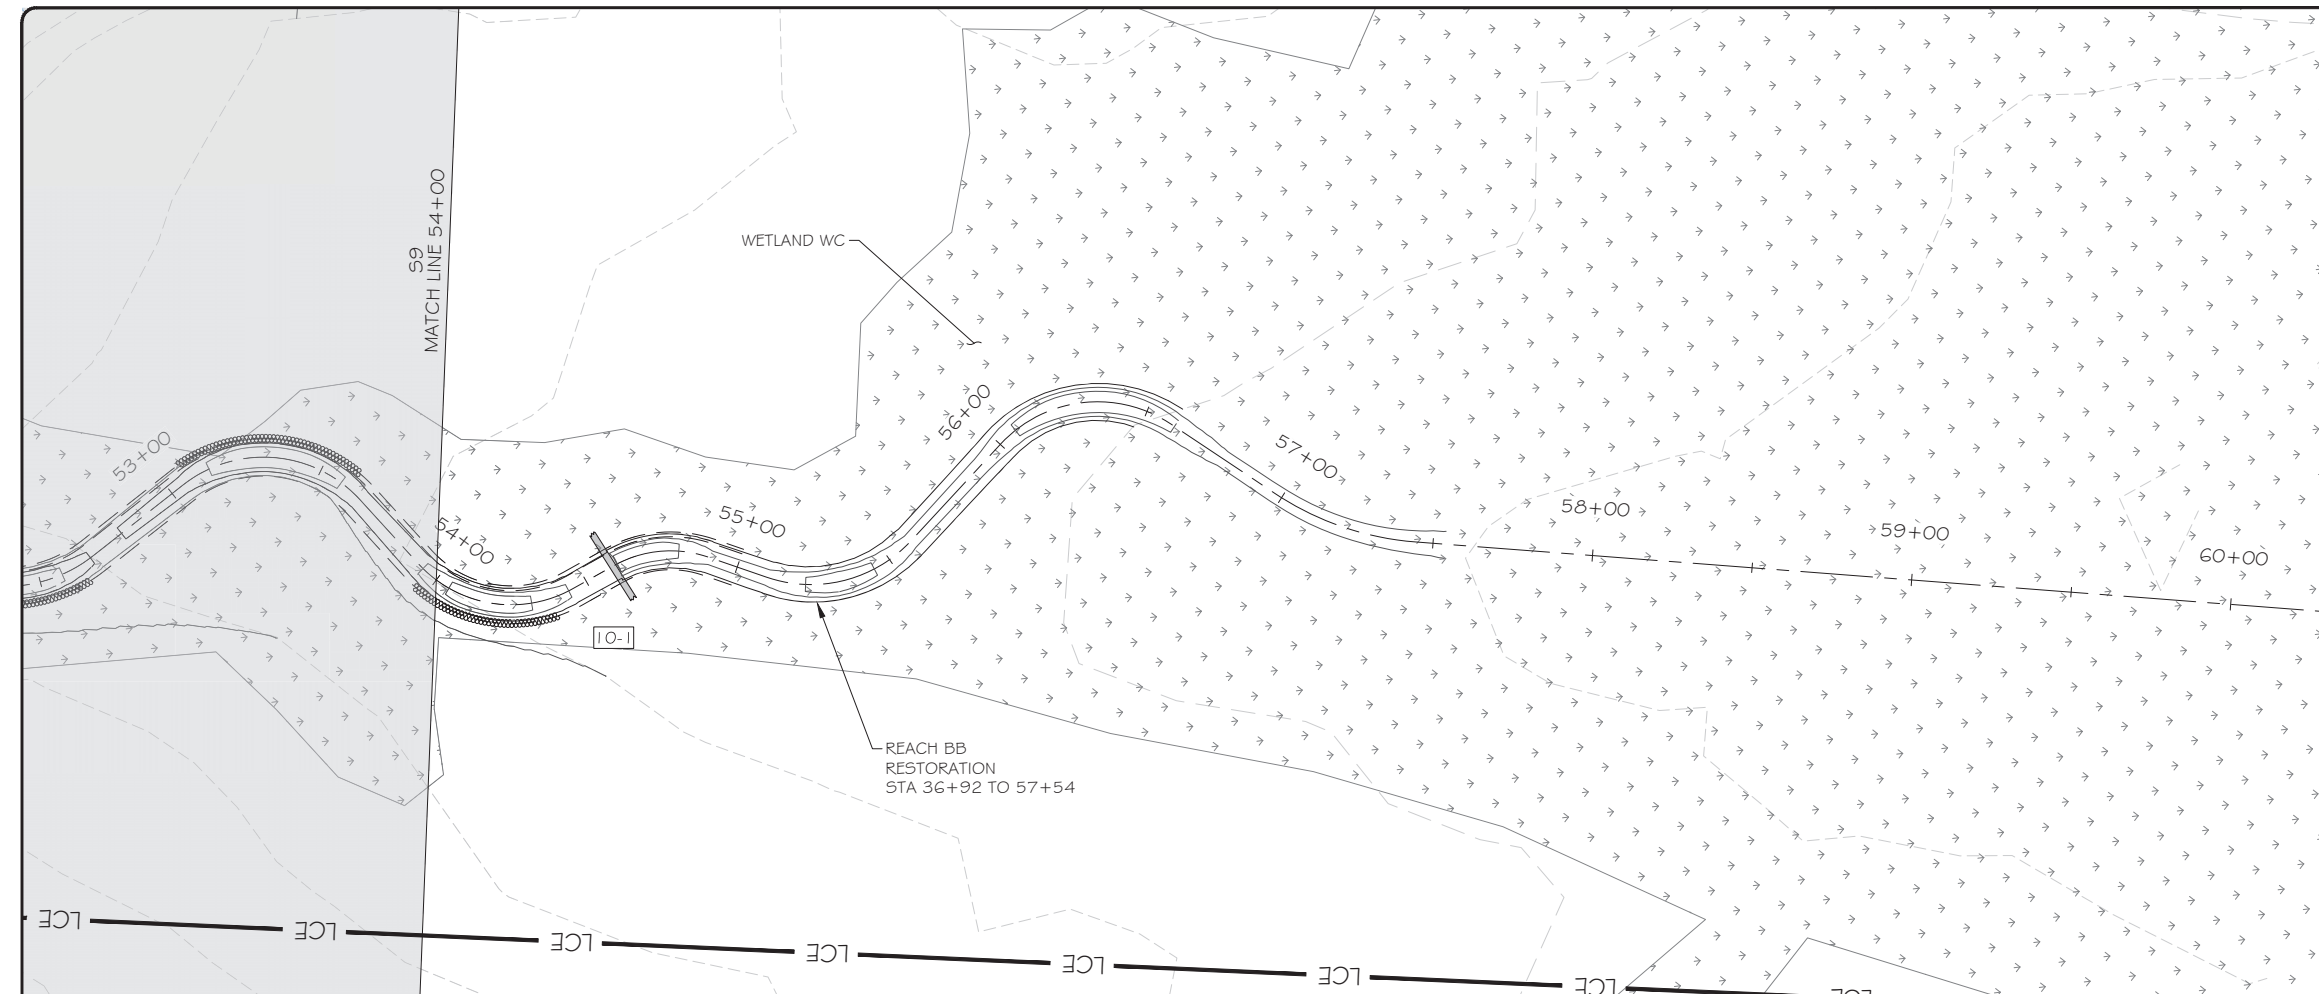 S9
MATCH LINE 54+00
WETLAND WC
53+00
54+00
55+00
56+00
57+00
58+00
59+00
60+00
10-1
REACH BB
RESTORATION
STA 36+92 TO 57+54
LCE
LCE
LCE
LCE
LCE
LCE
LCE
LCE